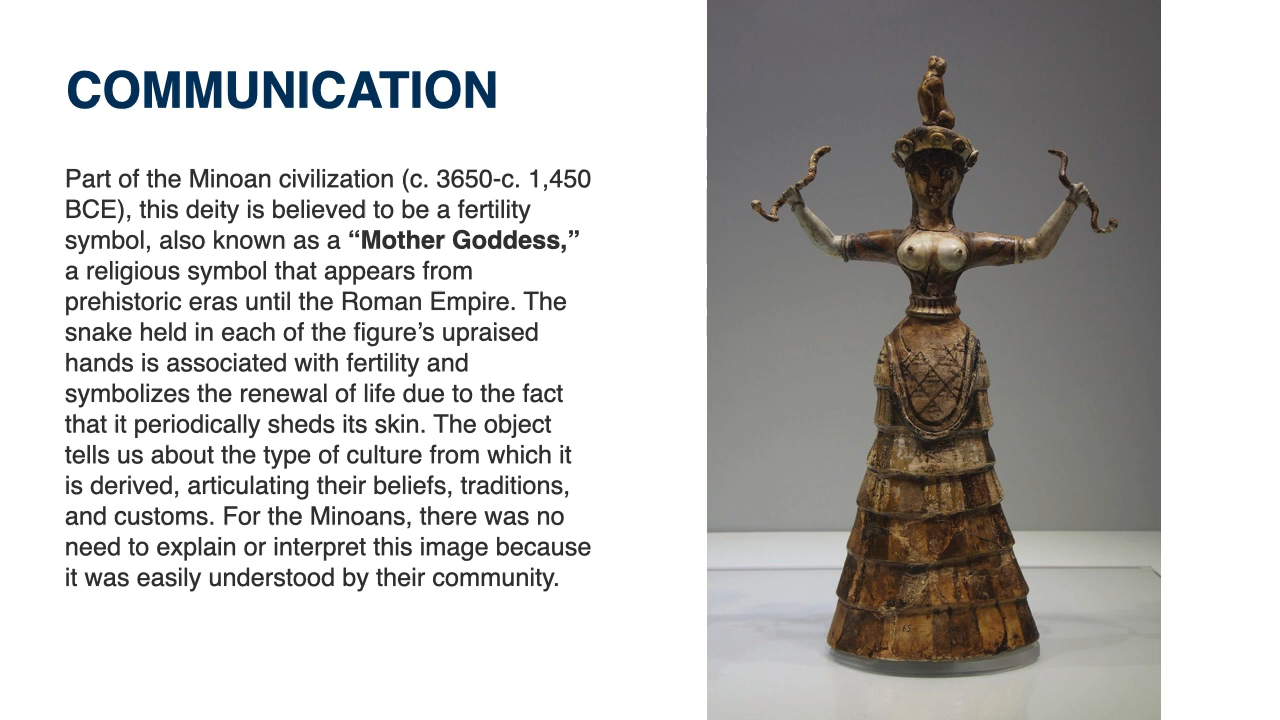 COMMUNICATION
Part of the Minoan civilization (c. 3650-c. 1,450
BCE), this deity is believed to be a fertility
symbol, also known as a “Mother Goddess,”
a religious symbol that appears from
prehistoric eras until the Roman Empire. The
snake held in each of the figure’s upraised
hands is associated with fertility and
symbolizes the renewal of life due to the fact
that it periodically sheds its skin. The object
tells us about the type of culture from which it
is derived, articulating their beliefs, traditions,
and customs. For the Minoans, there was no
need to explain or interpret this image because
it was easily understood by their community.
65